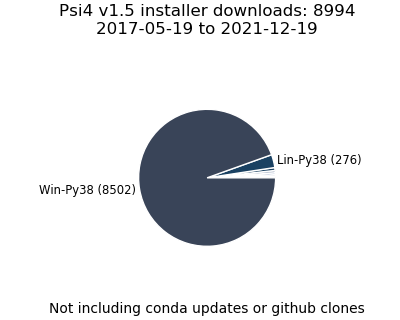 Psi4 v1.5 installer downloads: 8994
2017-05-19 to 2021-12-19
Lin-Py38 (276)
Win-Py38 (8502)
Not including conda updates or github clones